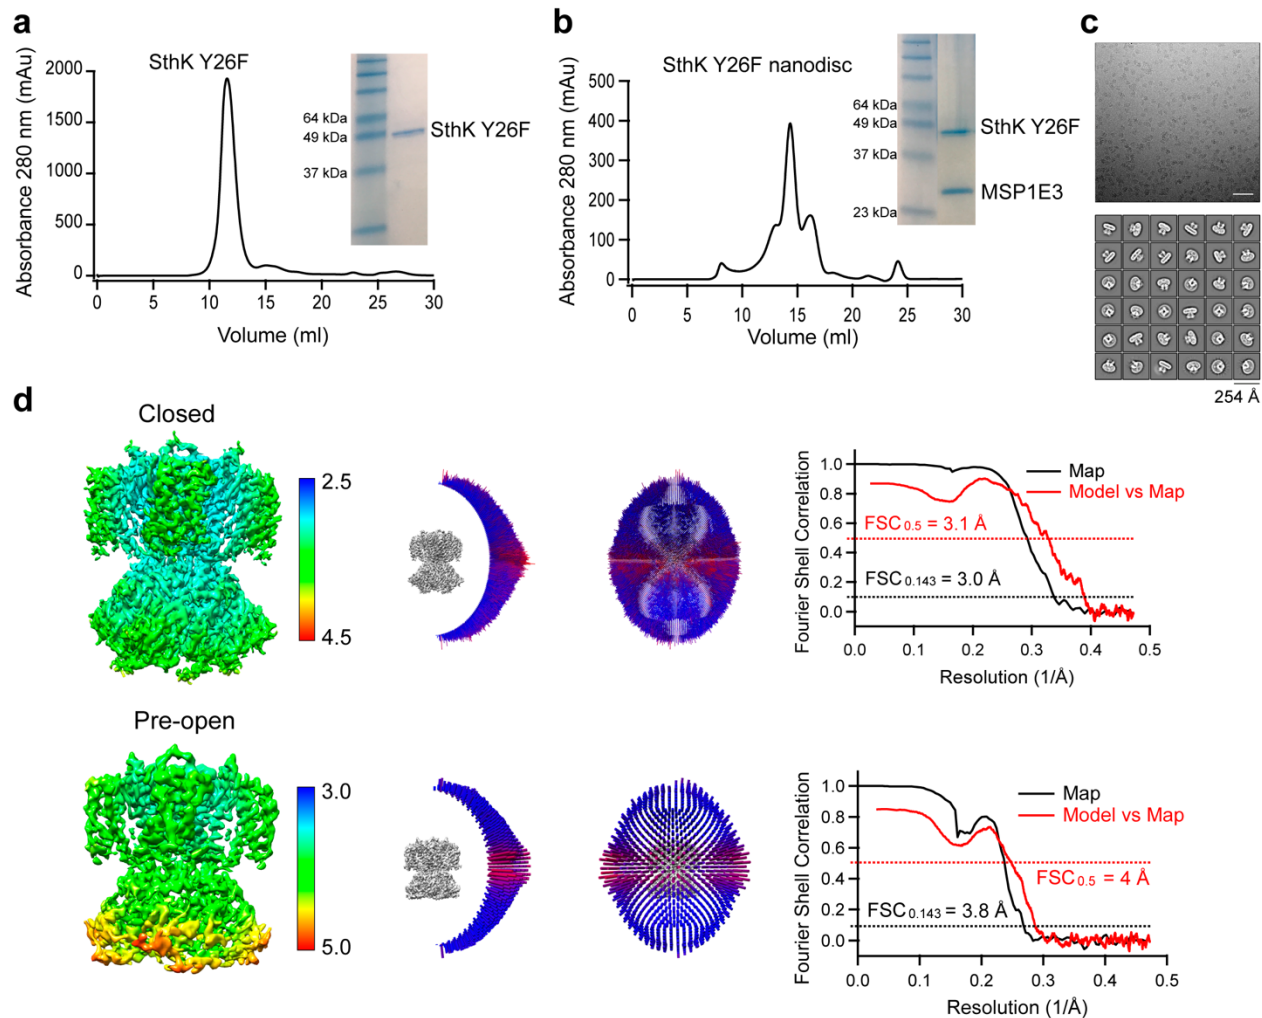 a
SthK Y26F
Absorbance 280 nm (mAu)
2000
1500
1000
500
0
0 5 10 15 20 25 30
Volume (ml)
64 kDa
49 kDa
37 kDa
SthK Y26F
b
SthK Y26F nanodisc
Absorbance 280 nm (mAu)
500
400
300
200
100
0
0 5 10 15 20 25 30
Volume (ml)
64 kDa
49 kDa
37 kDa
23 kDa
SthK Y26F
MSP1E3
c
254 Å
d
Closed
2.5
4.5
Fourier Shell Correlation
1.0
0.8
0.6
0.4
0.2
0.0
Map
Model vs Map
FSC0.5 = 3.1 Å
FSC0.143 = 3.0 Å
0.0 0.1 0.2 0.3 0.4 0.5
Resolution (1/Å)
Pre-open
3.0
5.0
Fourier Shell Correlation
1.0
0.8
0.6
0.4
0.2
0.0
Map
Model vs Map
FSC0.5 = 4 Å
FSC0.143 = 3.8 Å
0.0 0.1 0.2 0.3 0.4 0.5
Resolution (1/Å)